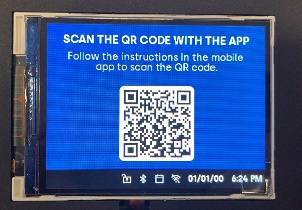 SCAN THE QR CODE WITH THE APP
Follow the instructions in the mobile
app to scan the QR code.
01/01/00 6:24 PM